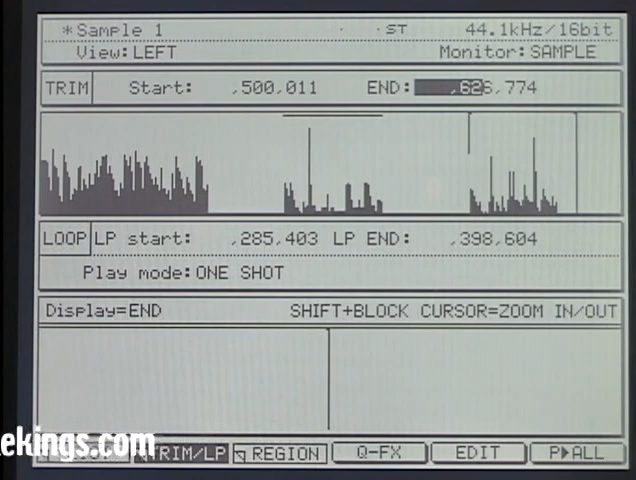 *Sample 1 ST 44.1kHz/16bit
View:LEFT Monitor:SAMPLE
TRIM Start: ,500,011 END: ,626,774
LOOP LP start: ,285,403 LP END: ,398,604
Play mode:ONE SHOT
Display=END SHIFT+BLOCK CURSOR=ZOOM IN/OUT
ekings.com TRIM/LP REGION Q-FX EDIT P▶ALL